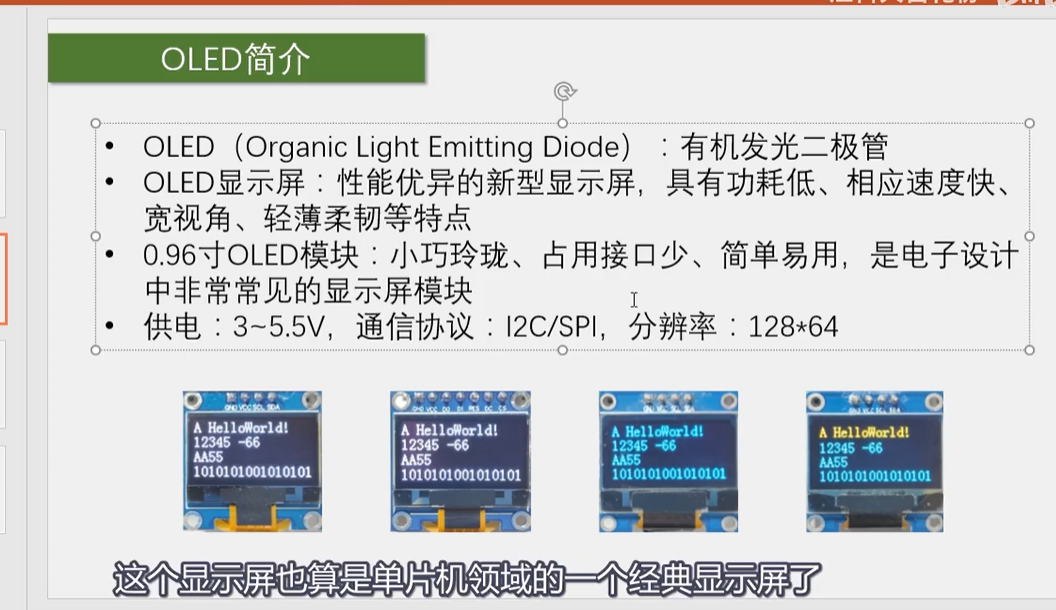 OLED简介
• OLED（Organic Light Emitting Diode）：有机发光二极管
• OLED显示屏：性能优异的新型显示屏，具有功耗低、相应速度快、
宽视角、轻薄柔韧等特点
• 0.96寸OLED模块：小巧玲珑、占用接口少、简单易用，是电子设计
中非常常见的显示屏模块
• 供电：3~5.5V，通信协议：I2C/SPI，分辨率：128*64
GND VCC SCL SDA
A HelloWorld!
12345 -66
AA55
1010101001010101
GND VCC D0 D1 RES DC CS
A HelloWorld!
12345 -66
AA55
1010101001010101
GND VCC SCL SDA
A HelloWorld!
12345 -66
AA55
1010101001010101
GND VCC SCL SDA
A HelloWorld!
12345 -66
AA55
1010101001010101
这个显示屏也算是单片机领域的一个经典显示屏了